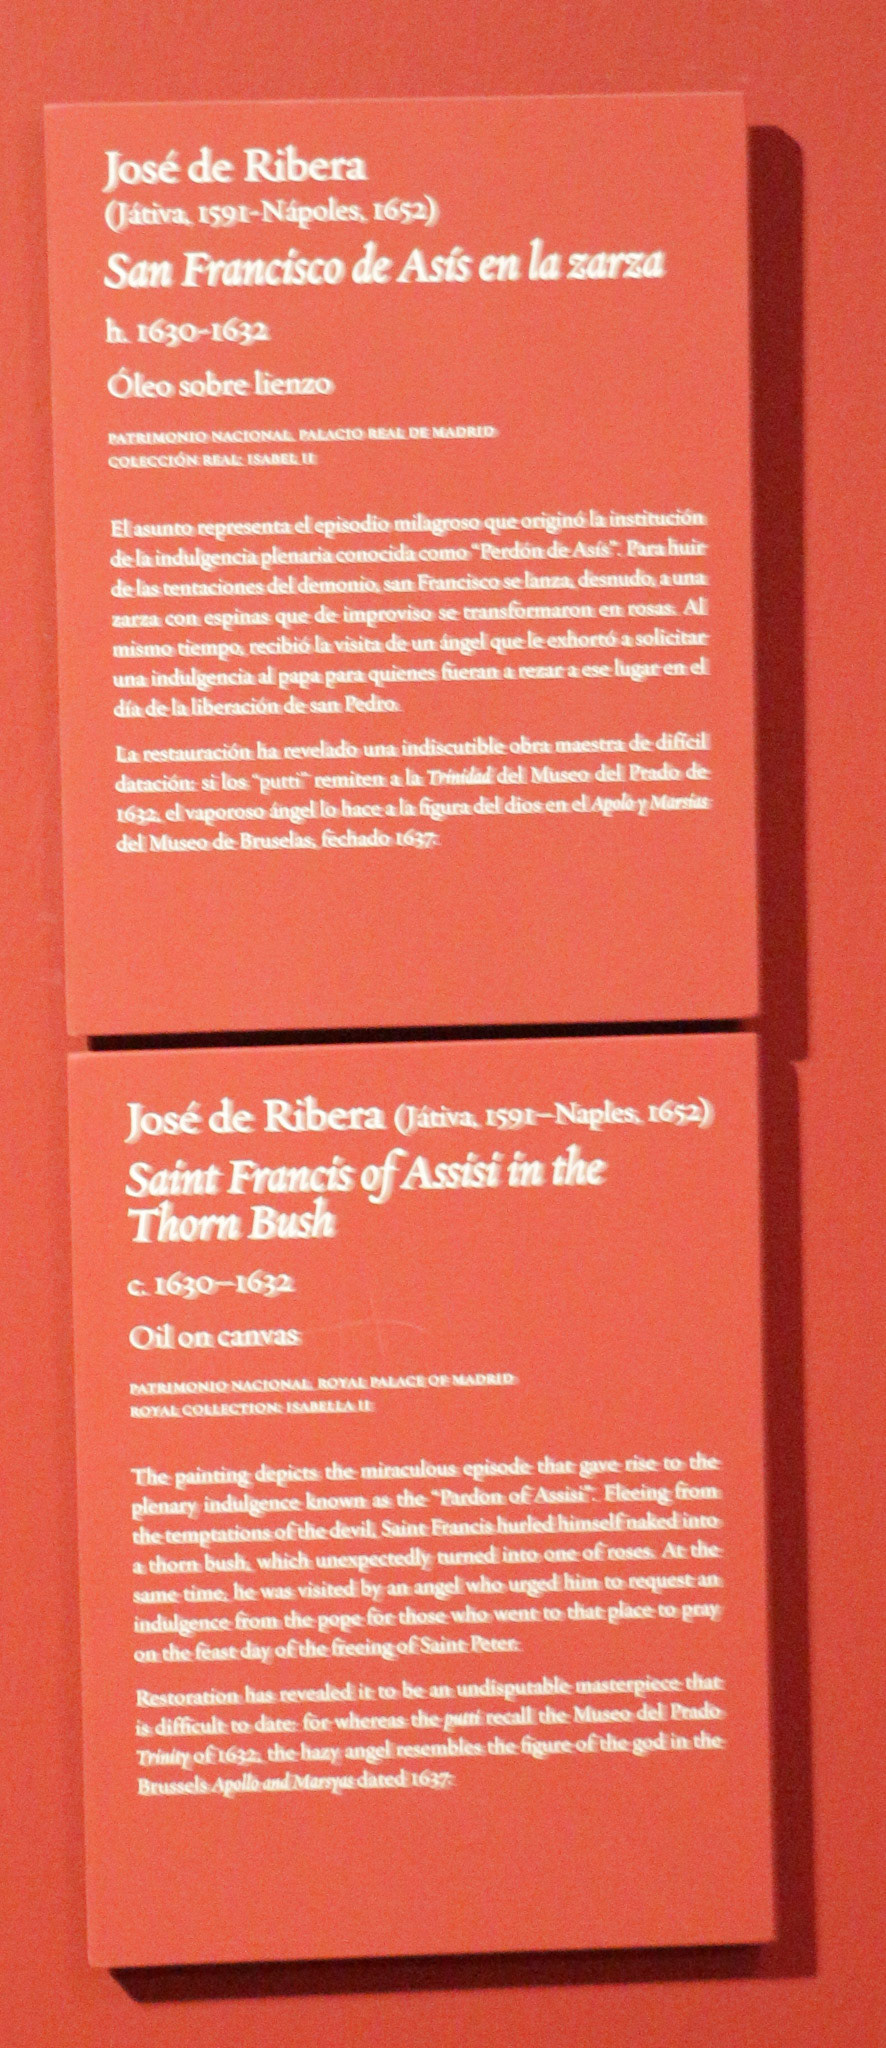 José de Ribera
(Játiva, 1591-Nápoles, 1652)
San Francisco de Asís en la zarza
h. 1630-1632
Óleo sobre lienzo
PATRIMONIO NACIONAL, PALACIO REAL DE MADRID
COLECCIÓN REAL: ISABEL II
El asunto representa el episodio milagroso que originó la institución
de la indulgencia plenaria conocida como “Perdón de Asís”. Para huir
de las tentaciones del demonio, san Francisco se lanza, desnudo, a una
zarza con espinas que de improviso se transformaron en rosas. Al
mismo tiempo, recibió la visita de un ángel que le exhortó a solicitar
una indulgencia al papa para quienes fueran a rezar a ese lugar en el
día de la liberación de san Pedro.
La restauración ha revelado una indiscutible obra maestra de difícil
datación: si los “putti” remiten a la Trinidad del Museo del Prado de
1632, el vaporoso ángel lo hace a la figura del dios en el Apolo y Marsias
del Museo de Bruselas, fechado 1637.
José de Ribera (Játiva, 1591–Naples, 1652)
Saint Francis of Assisi in the
Thorn Bush
c. 1630–1632
Oil on canvas
PATRIMONIO NACIONAL, ROYAL PALACE OF MADRID
ROYAL COLLECTION: ISABELLA II
The painting depicts the miraculous episode that gave rise to the
plenary indulgence known as the “Pardon of Assisi”. Fleeing from
the temptations of the devil, Saint Francis hurled himself naked into
a thorn bush, which unexpectedly turned into one of roses. At the
same time, he was visited by an angel who urged him to request an
indulgence from the pope for those who went to that place to pray
on the feast day of the freeing of Saint Peter.
Restoration has revealed it to be an undisputable masterpiece that
is difficult to date: for whereas the putti recall the Museo del Prado
Trinity of 1632, the hazy angel resembles the figure of the god in the
Brussels Apollo and Marsyas dated 1637.